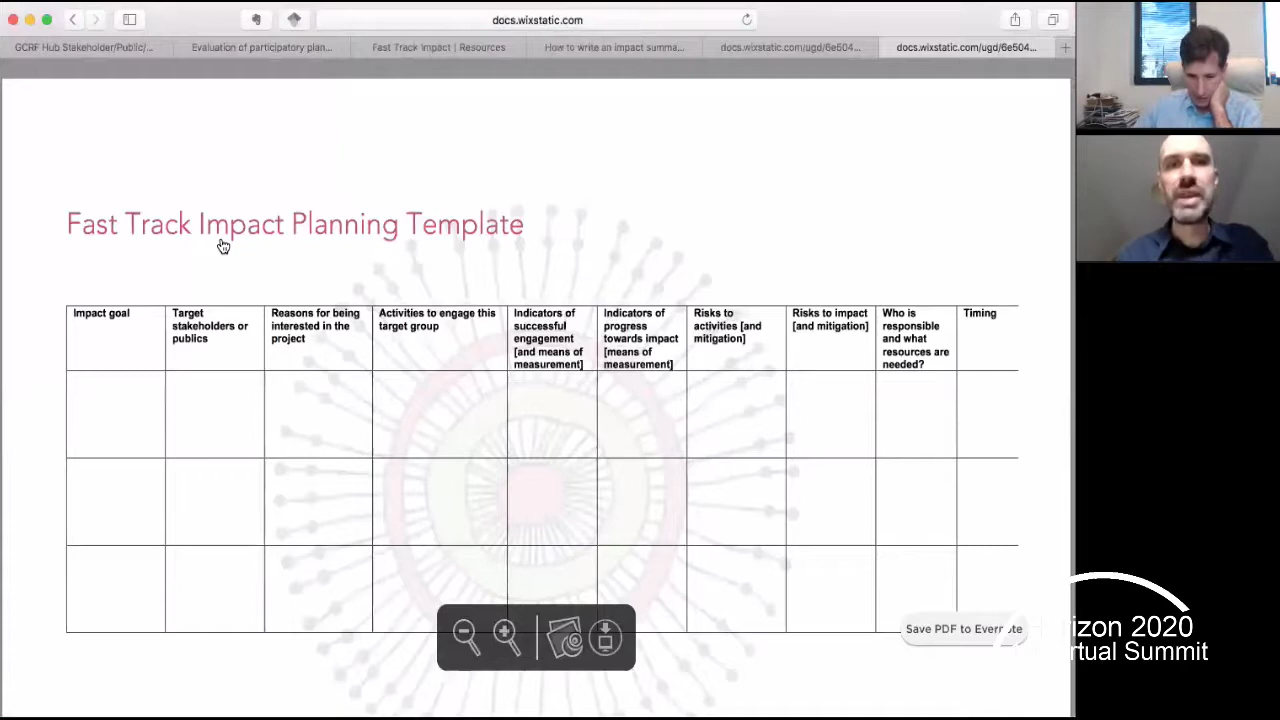 docs.wixstatic.com
GCRF Hub Stakeholder/Public/...
Evaluation of participatory plan...
Fast Track Impact | Resources
How to write an impact summa...
docs.wixstatic.com/ugd/6e504...
docs.wixstatic.com/ugd/6e504...
Fast Track Impact Planning Template
Impact goal
Target
stakeholders or
publics
Reasons for being
interested in the
project
Activities to engage this
target group
Indicators of
successful
engagement
[and means of
measurement]
Indicators of
progress
towards impact
[means of
measurement]
Risks to
activities [and
mitigation]
Risks to impact
[and mitigation]
Who is
responsible
and what
resources are
needed?
Timing
Save PDF to Evernote
Horizon 2020
Virtual Summit